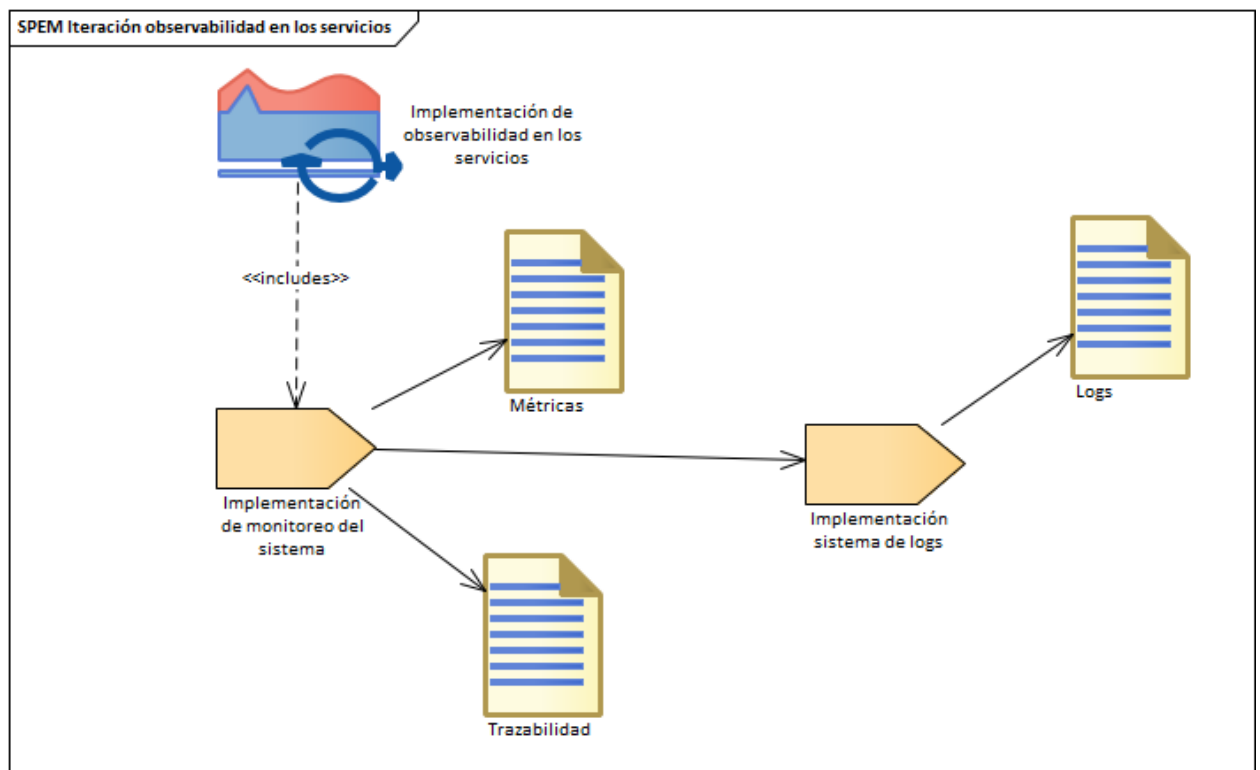 SPEM Iteración observabilidad en los servicios
Implementación de
observabilidad en los
servicios
<<includes>>
Métricas
Logs
Implementación
de monitoreo del
sistema
Implementación
sistema de logs
Trazabilidad